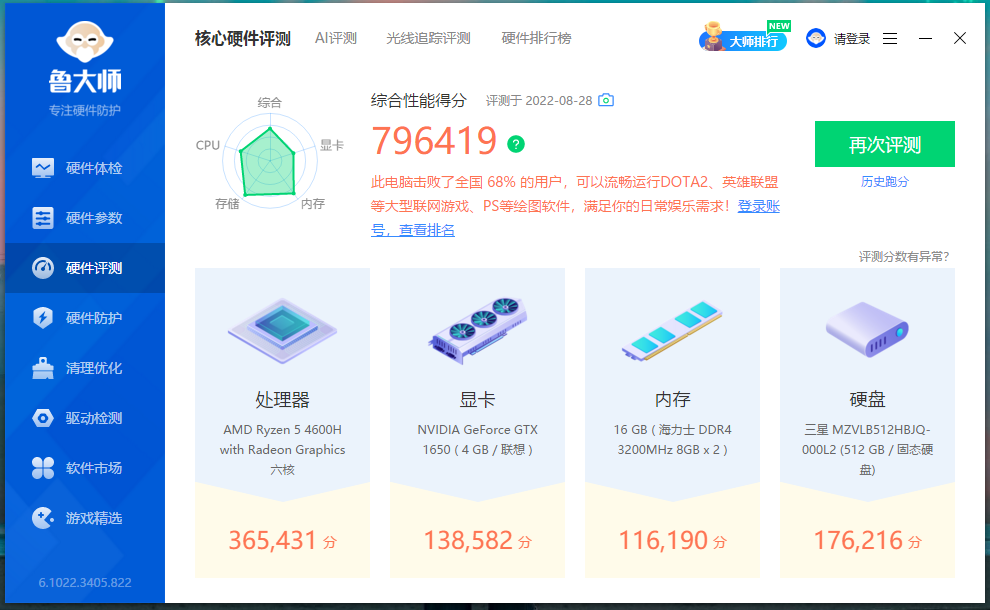 鲁大师
专注硬件防护
硬件体检
硬件参数
硬件评测
硬件防护
清理优化
驱动检测
软件市场
游戏精选
6.1022.3405.822
核心硬件评测
AI评测
光线追踪评测
硬件排行榜
大师排行
NEW
请登录
综合
CPU
显卡
存储
内存
综合性能得分
评测于 2022-08-28
796419
?
此电脑击败了全国 68% 的用户，可以流畅运行DOTA2、英雄联盟
等大型联网游戏、PS等绘图软件，满足你的日常娱乐需求！登录账
号，查看排名
再次评测
历史跑分
评测分数有异常?
处理器
AMD Ryzen 5 4600H
with Radeon Graphics
六核
365,431 分
显卡
NVIDIA GeForce GTX
1650 ( 4 GB / 联想 )
138,582 分
内存
16 GB ( 海力士 DDR4
3200MHz 8GB x 2 )
116,190 分
硬盘
三星 MZVLB512HBJQ-
000L2 (512 GB / 固态硬
盘)
176,216 分